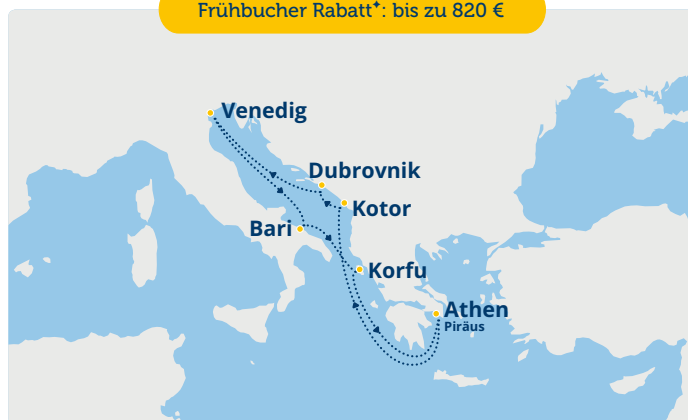 Frühbucher Rabatt✦: bis zu 820 €
Venedig
Dubrovnik
Kotor
Bari
Korfu
Athen
Piräus